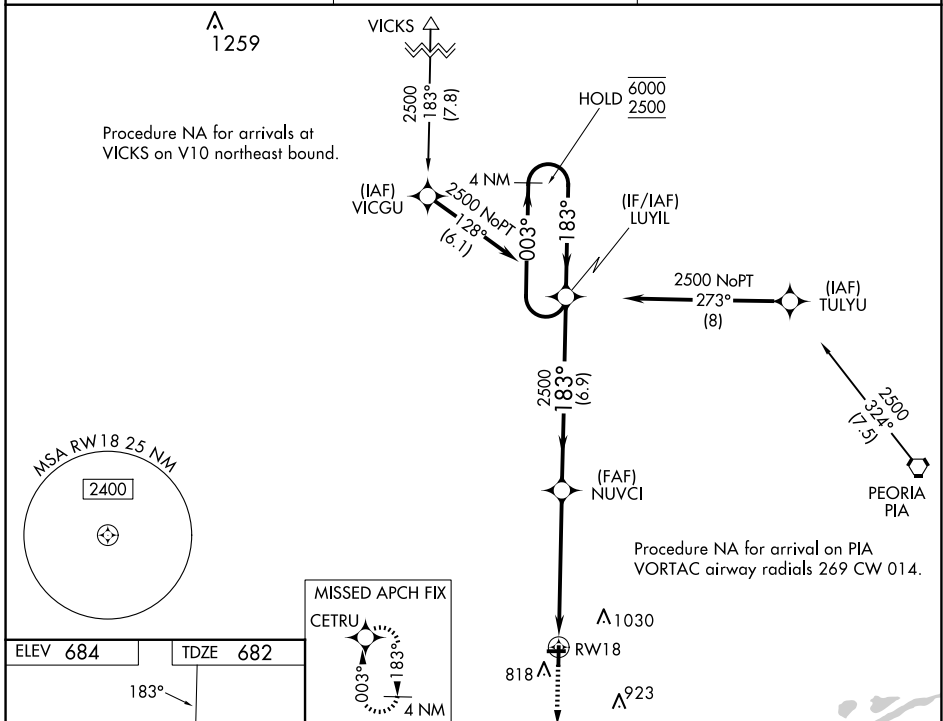 1259
VICKS
2500
183°
(7.8)
HOLD 6000
2500
Procedure NA for arrivals at
VICKS on V10 northeast bound.
4 NM
(IAF)
VICGU
2500 NoPT
128°
(6.1)
003°
183°
(IF/IAF)
LUYIL
2500 NoPT
273°
(8)
(IAF)
TULYU
2500
183°
(6.9)
2500
324°
(7.5)
PEORIA
PIA
MSA RW18 25 NM
2400
(FAF)
NUVCI
Procedure NA for arrival on PIA
VORTAC airway radials 269 CW 014.
MISSED APCH FIX
CETRU
003°
183°
4 NM
1030
RW18
818
923
ELEV 684
TDZE 682
183°